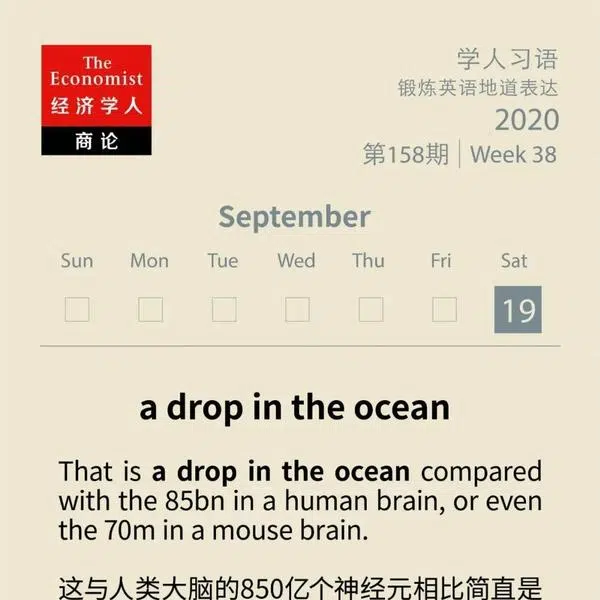 The
Economist
经济学人
商论
学人习语
锻炼英语地道表达
2020
第158期 | Week 38
September
Sun Mon Tue Wed Thu Fri Sat
19
a drop in the ocean
That is a drop in the ocean compared
with the 85bn in a human brain, or even
the 70m in a mouse brain.
这与人类大脑的850亿个神经元相比简直是